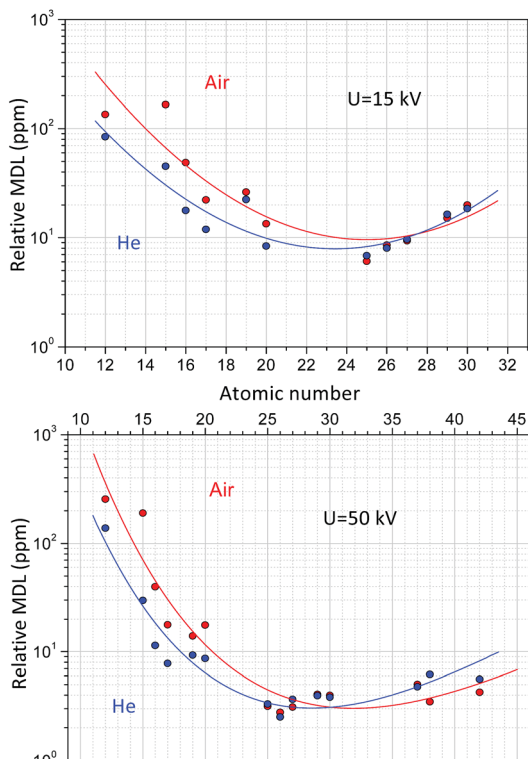 10³
Air
U=15 kV
10²
Relative MDL (ppm)
10¹
He
10⁰
10 12 14 16 18 20 22 24 26 28 30 32
Atomic number
10 15 20 25 30 35 40 45
10³
Air
U=50 kV
10²
Relative MDL (ppm)
10¹
He
10⁰